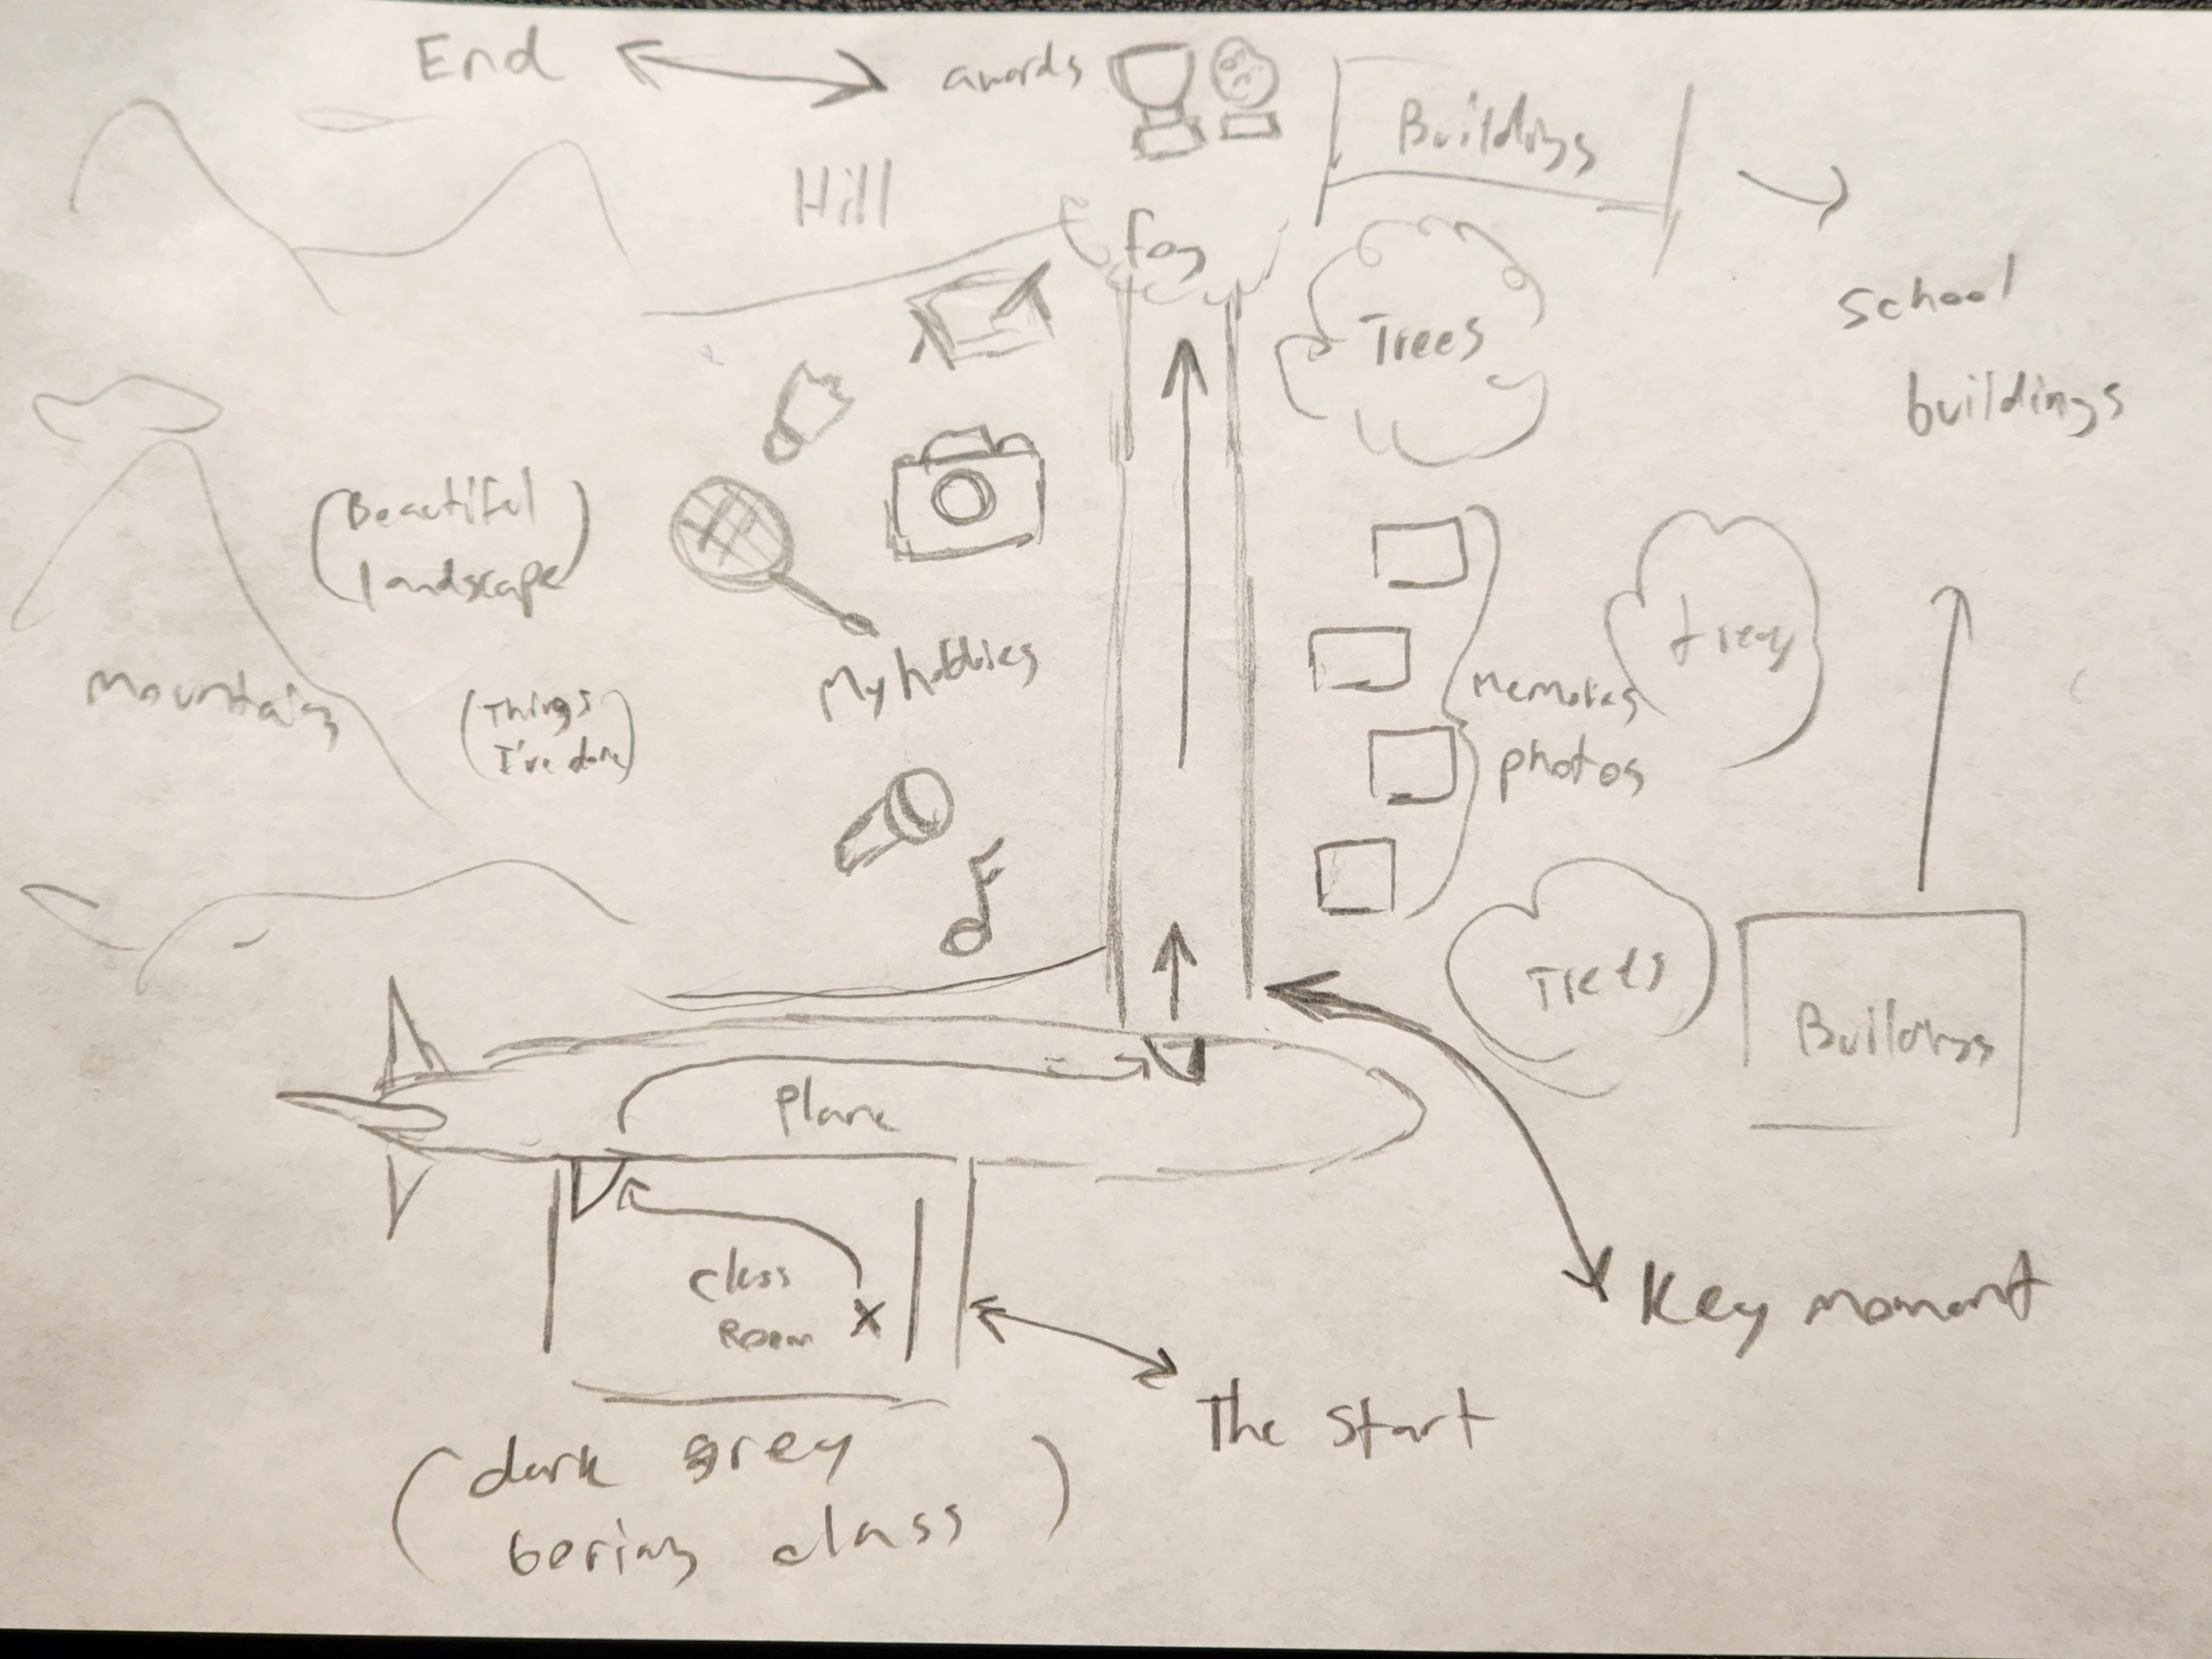 End
awards
Buildings
Hill
fog
School
buildings
Trees
(Beautiful
landscape)
My hobbies
Mountains
(Things
I've done)
Memories
photos
trees
Trees
Buildings
Plane
Class
Room
Key moment
The Start
(dark grey
boring class)